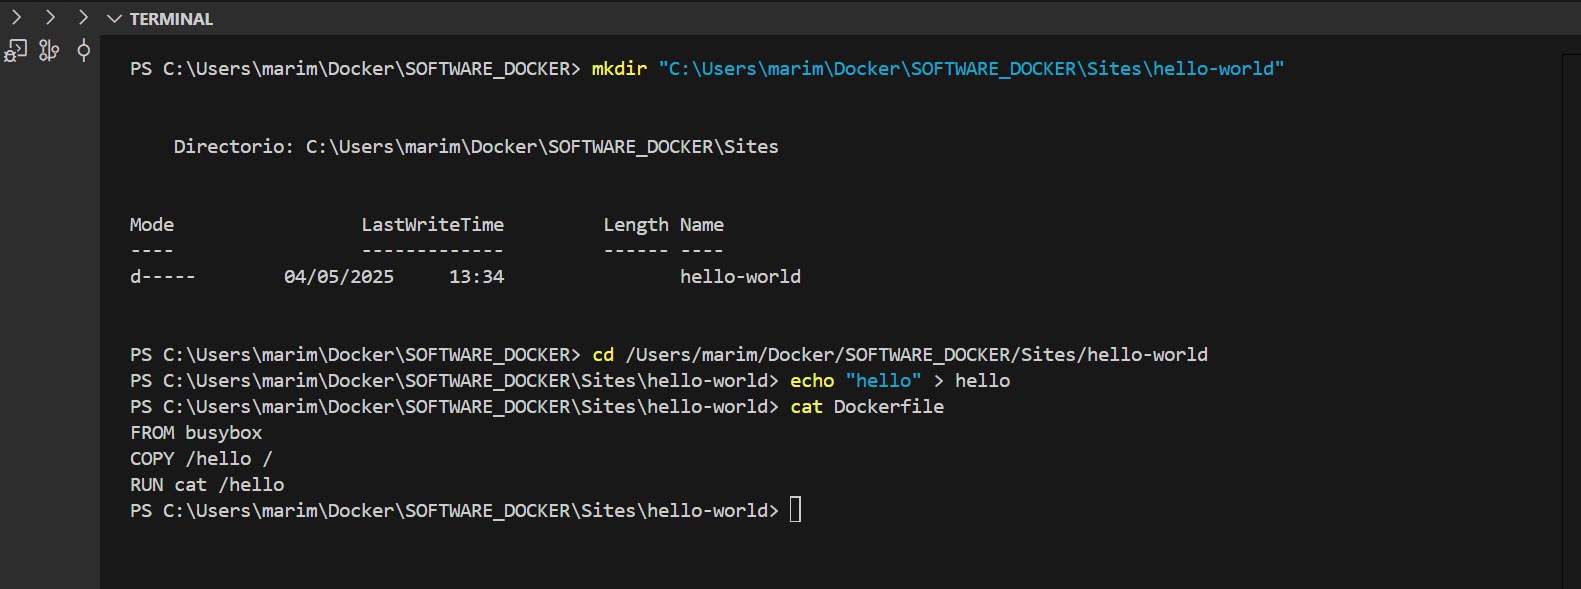 TERMINAL
PS C:\Users\marim\Docker\SOFTWARE_DOCKER> mkdir "C:\Users\marim\Docker\SOFTWARE_DOCKER\Sites\hello-world"
Directorio: C:\Users\marim\Docker\SOFTWARE_DOCKER\Sites
Mode                 LastWriteTime         Length Name
----                 -------------         ------ ----
d-----        04/05/2025     13:34                hello-world
PS C:\Users\marim\Docker\SOFTWARE_DOCKER> cd /Users/marim/Docker/SOFTWARE_DOCKER/Sites/hello-world
PS C:\Users\marim\Docker\SOFTWARE_DOCKER\Sites\hello-world> echo "hello" > hello
PS C:\Users\marim\Docker\SOFTWARE_DOCKER\Sites\hello-world> cat Dockerfile
FROM busybox
COPY /hello /
RUN cat /hello
PS C:\Users\marim\Docker\SOFTWARE_DOCKER\Sites\hello-world>